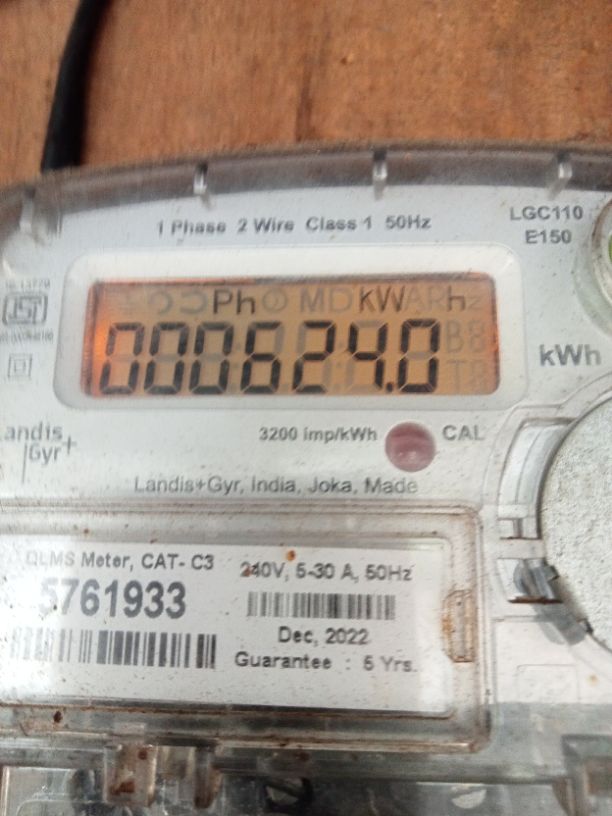 1 Phase 2 Wire Class 1 50Hz
LGC110
E150
Ph MD KW h
000624.0
kWh
Landis
Gyr+
3200 imp/kWh
CAL
Landis+Gyr, India, Joka, Made
DLMS Meter, CAT- C3
5761933
240V, 5-30 A, 50Hz
Dec, 2022
Guarantee : 5 Yrs.